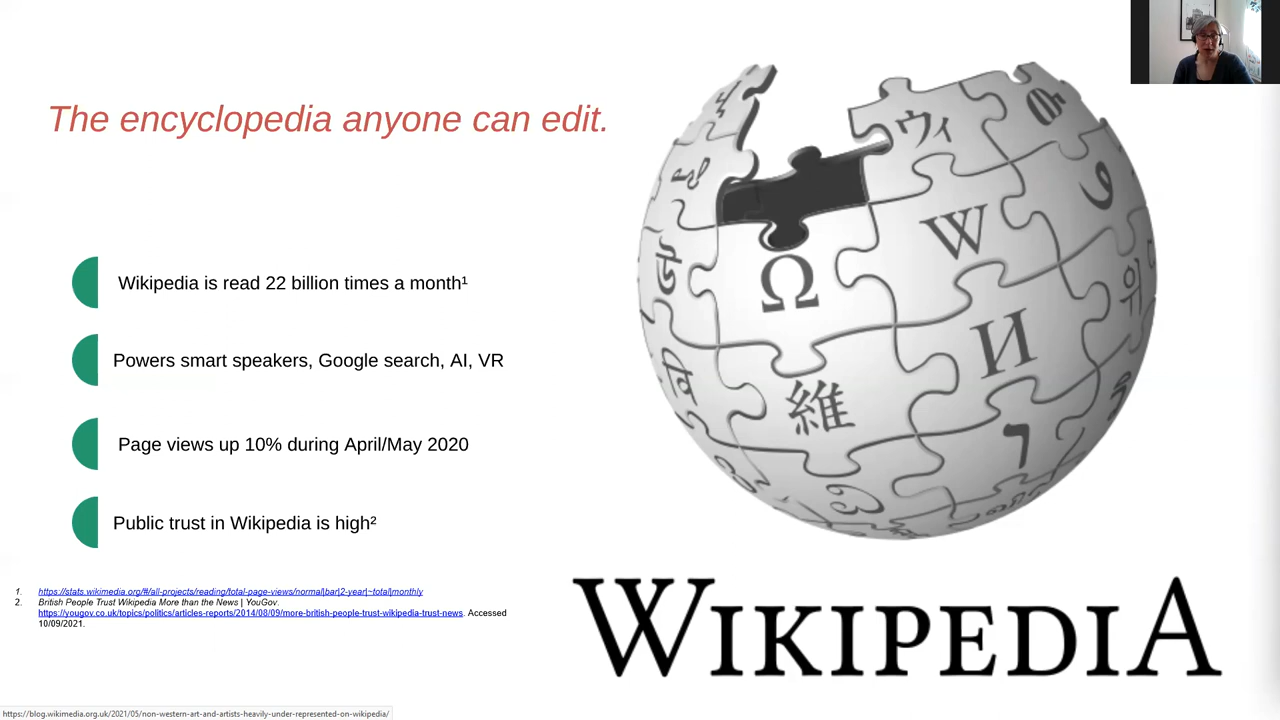 The encyclopedia anyone can edit.
Wikipedia is read 22 billion times a month¹
Powers smart speakers, Google search, AI, VR
Page views up 10% during April/May 2020
Public trust in Wikipedia is high²
1. https://stats.wikimedia.org/#/all-projects/reading/total-page-views/normal|bar|2-year|~total|monthly
2. British People Trust Wikipedia More than the News | YouGov.
https://yougov.co.uk/topics/politics/articles-reports/2014/08/09/more-british-people-trust-wikipedia-trust-news. Accessed
10/09/2021.
ウィ
W
Ω
И
維
위
उ
वि
ר
WIKIPEDIA
https://blog.wikimedia.org.uk/2021/05/non-western-art-and-artists-heavily-under-represented-on-wikipedia/